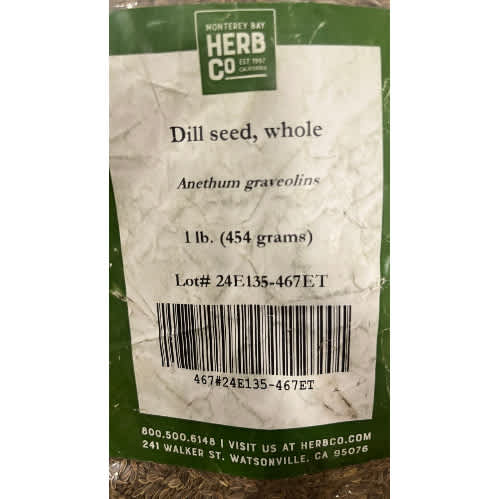 MONTEREY BAY
HERB
CO
EST 1997
CALIFORNIA
Dill seed, whole
Anethum graveolins
1 lb. (454 grams)
Lot# 24E135-467ET
467#24E135-467ET
800.500.6148 | VISIT US AT HERBCO.COM
241 WALKER ST. WATSONVILLE, CA 95076